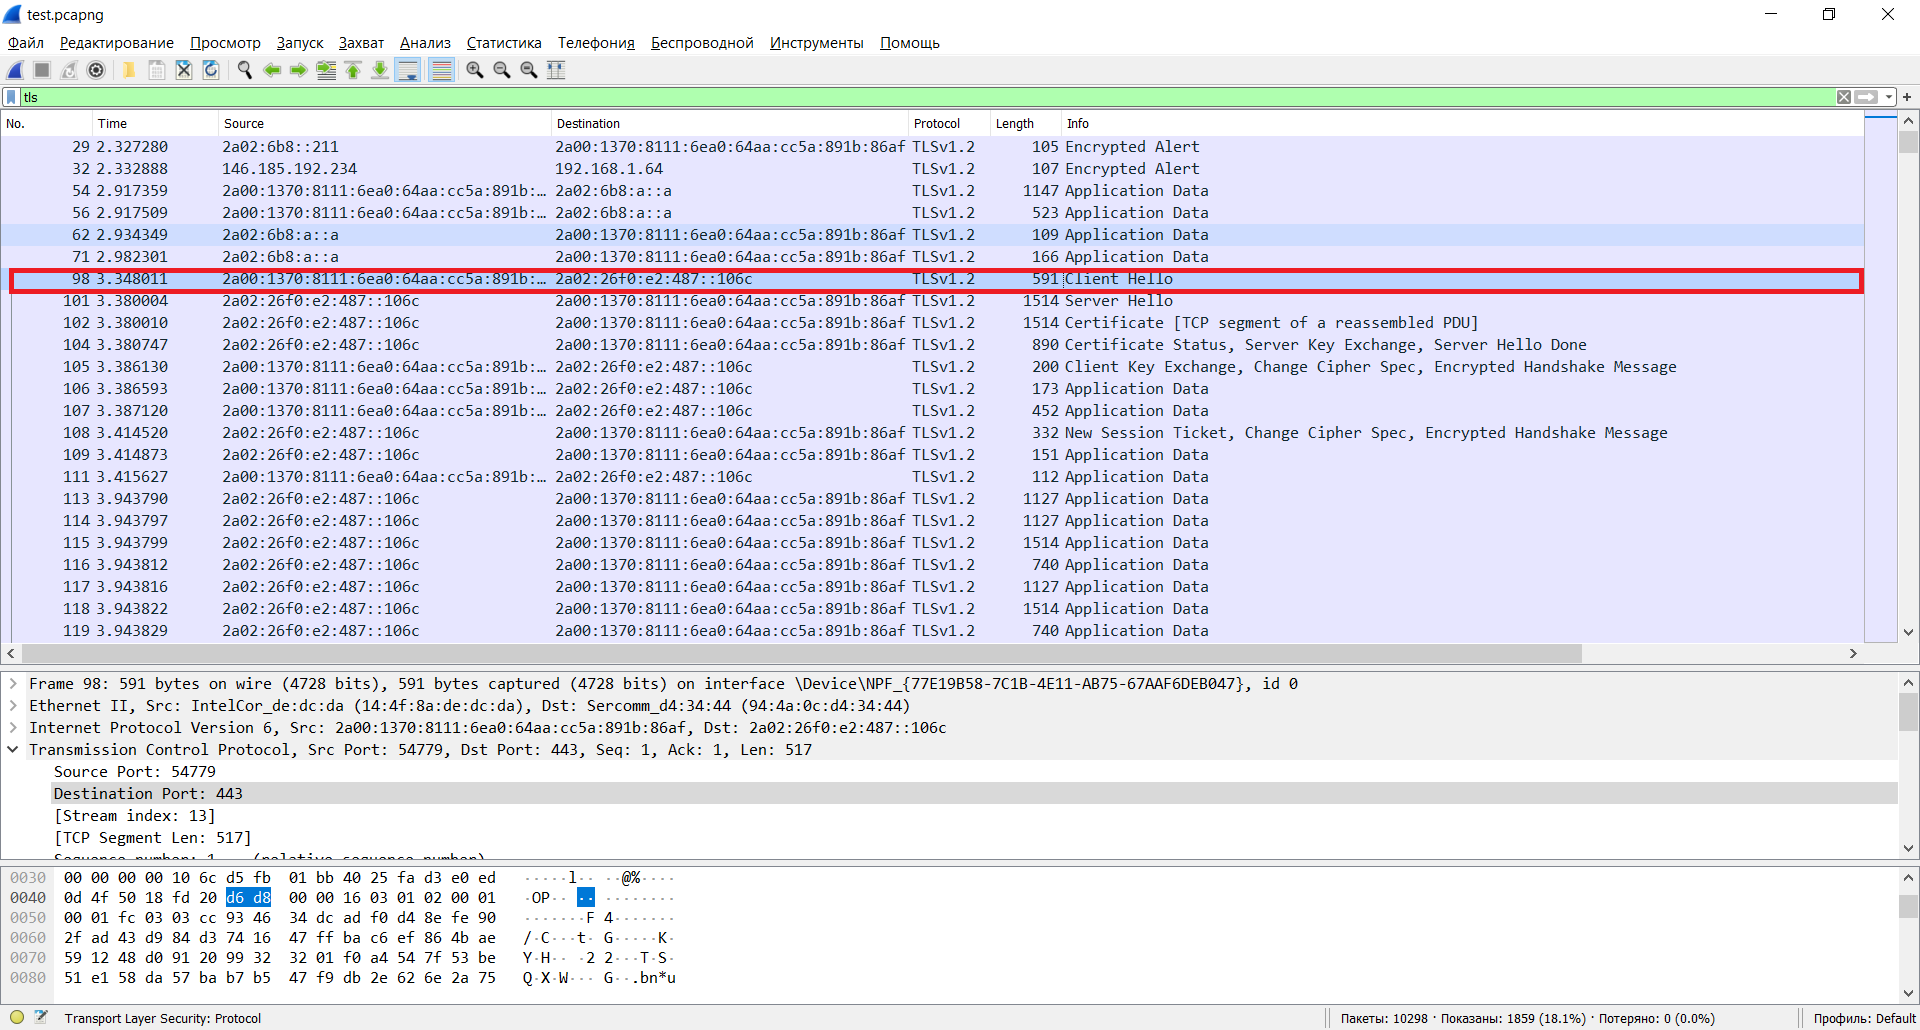 test.pcapng
Файл Редактирование Просмотр Запуск Захват Анализ Статистика Телефония Беспроводной Инструменты Помощь
tls
No. Time Source Destination Protocol Length Info
29 2.327280 2a02:6b8::211 2a00:1370:8111:6ea0:64aa:cc5a:891b:86af TLSv1.2 105 Encrypted Alert
32 2.332888 146.185.192.234 192.168.1.64 TLSv1.2 107 Encrypted Alert
54 2.917359 2a00:1370:8111:6ea0:64aa:cc5a:891b:… 2a02:6b8:a::a TLSv1.2 1147 Application Data
56 2.917509 2a00:1370:8111:6ea0:64aa:cc5a:891b:… 2a02:6b8:a::a TLSv1.2 523 Application Data
62 2.934349 2a02:6b8:a::a 2a00:1370:8111:6ea0:64aa:cc5a:891b:86af TLSv1.2 109 Application Data
71 2.982301 2a02:6b8:a::a 2a00:1370:8111:6ea0:64aa:cc5a:891b:86af TLSv1.2 166 Application Data
98 3.348011 2a00:1370:8111:6ea0:64aa:cc5a:891b:… 2a02:26f0:e2:487::106c TLSv1.2 591 Client Hello
101 3.380004 2a02:26f0:e2:487::106c 2a00:1370:8111:6ea0:64aa:cc5a:891b:86af TLSv1.2 1514 Server Hello
102 3.380010 2a02:26f0:e2:487::106c 2a00:1370:8111:6ea0:64aa:cc5a:891b:86af TLSv1.2 1514 Certificate [TCP segment of a reassembled PDU]
104 3.380747 2a02:26f0:e2:487::106c 2a00:1370:8111:6ea0:64aa:cc5a:891b:86af TLSv1.2 890 Certificate Status, Server Key Exchange, Server Hello Done
105 3.386130 2a00:1370:8111:6ea0:64aa:cc5a:891b:… 2a02:26f0:e2:487::106c TLSv1.2 200 Client Key Exchange, Change Cipher Spec, Encrypted Handshake Message
106 3.386593 2a00:1370:8111:6ea0:64aa:cc5a:891b:… 2a02:26f0:e2:487::106c TLSv1.2 173 Application Data
107 3.387120 2a00:1370:8111:6ea0:64aa:cc5a:891b:… 2a02:26f0:e2:487::106c TLSv1.2 452 Application Data
108 3.414520 2a02:26f0:e2:487::106c 2a00:1370:8111:6ea0:64aa:cc5a:891b:86af TLSv1.2 332 New Session Ticket, Change Cipher Spec, Encrypted Handshake Message
109 3.414873 2a02:26f0:e2:487::106c 2a00:1370:8111:6ea0:64aa:cc5a:891b:86af TLSv1.2 151 Application Data
111 3.415627 2a00:1370:8111:6ea0:64aa:cc5a:891b:… 2a02:26f0:e2:487::106c TLSv1.2 112 Application Data
113 3.943790 2a02:26f0:e2:487::106c 2a00:1370:8111:6ea0:64aa:cc5a:891b:86af TLSv1.2 1127 Application Data
114 3.943797 2a02:26f0:e2:487::106c 2a00:1370:8111:6ea0:64aa:cc5a:891b:86af TLSv1.2 1127 Application Data
115 3.943799 2a02:26f0:e2:487::106c 2a00:1370:8111:6ea0:64aa:cc5a:891b:86af TLSv1.2 1514 Application Data
116 3.943812 2a02:26f0:e2:487::106c 2a00:1370:8111:6ea0:64aa:cc5a:891b:86af TLSv1.2 740 Application Data
117 3.943816 2a02:26f0:e2:487::106c 2a00:1370:8111:6ea0:64aa:cc5a:891b:86af TLSv1.2 1127 Application Data
118 3.943822 2a02:26f0:e2:487::106c 2a00:1370:8111:6ea0:64aa:cc5a:891b:86af TLSv1.2 1514 Application Data
119 3.943829 2a02:26f0:e2:487::106c 2a00:1370:8111:6ea0:64aa:cc5a:891b:86af TLSv1.2 740 Application Data
Frame 98: 591 bytes on wire (4728 bits), 591 bytes captured (4728 bits) on interface \Device\NPF_{77E19B58-7C1B-4E11-AB75-67AAF6DEB047}, id 0
Ethernet II, Src: IntelCor_de:dc:da (14:4f:8a:de:dc:da), Dst: Sercomm_d4:34:44 (94:4a:0c:d4:34:44)
Internet Protocol Version 6, Src: 2a00:1370:8111:6ea0:64aa:cc5a:891b:86af, Dst: 2a02:26f0:e2:487::106c
Transmission Control Protocol, Src Port: 54779, Dst Port: 443, Seq: 1, Ack: 1, Len: 517
Source Port: 54779
Destination Port: 443
[Stream index: 13]
[TCP Segment Len: 517]
Sequence number: 1 (relative sequence number)
0030 00 00 00 00 10 6c d5 fb 01 bb 40 25 fa d3 e0 ed ·····l·· ··@%····
0040 0d 4f 50 18 fd 20 d6 d8 00 00 16 03 01 02 00 01 ·OP·· ·· ········
0050 00 01 fc 03 03 cc 93 46 34 dc ad f0 d4 8e fe 90 ·······F 4·······
0060 2f ad 43 d9 84 d3 74 16 47 ff ba c6 ef 86 4b ae /·C···t· G·····K·
0070 59 12 48 d0 91 20 99 32 32 01 f0 a4 54 7f 53 be Y·H·· ·2 2···T·S·
0080 51 e1 58 da 57 ba b7 b5 47 f9 db 2e 62 6e 2a 75 Q·X·W··· G··.bn*u
Transport Layer Security: Protocol
Пакеты: 10298 · Показаны: 1859 (18.1%) · Потеряно: 0 (0.0%)
Профиль: Default